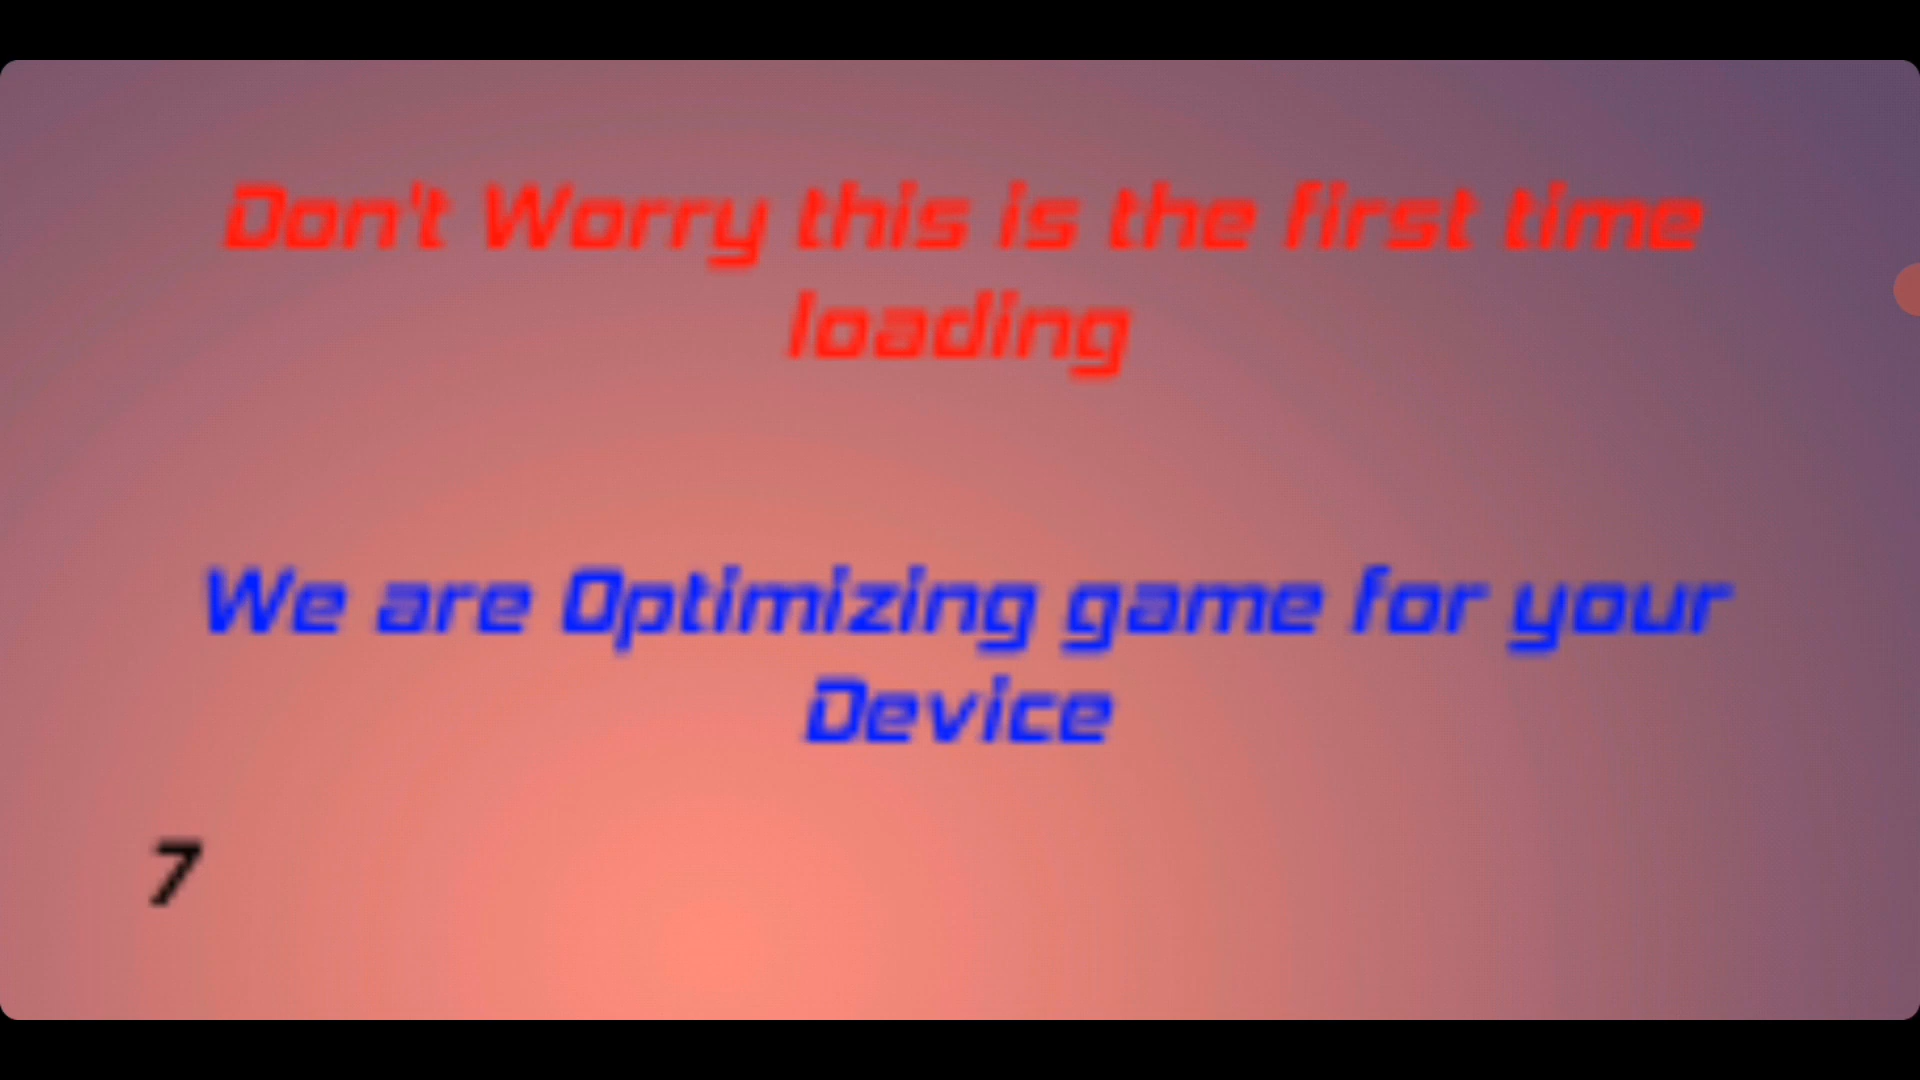 Don't Worry this is the first time
loading
We are Optimizing game for your
Device
7